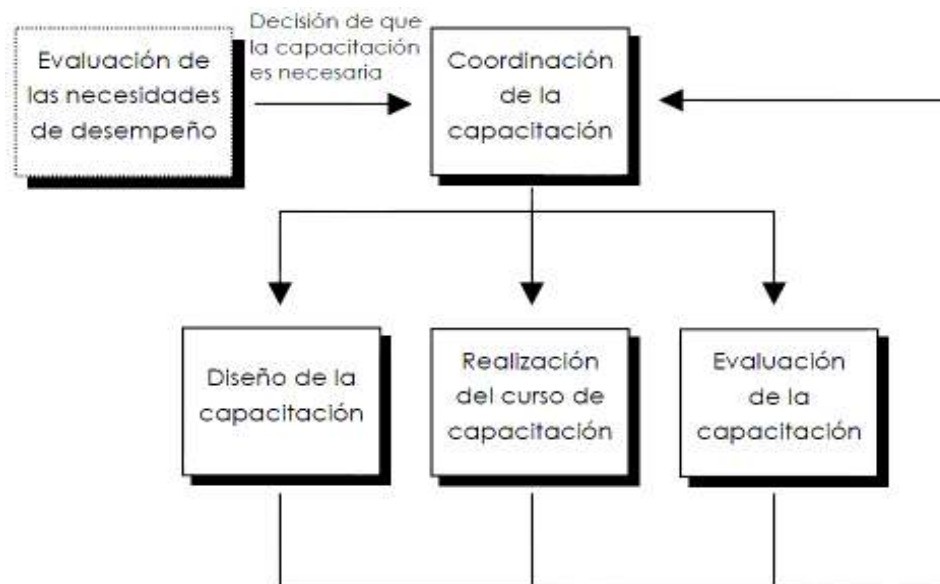 Evaluación de
las necesidades
de desempeño
Decisión de que
la capacitación
es necesaria
Coordinación
de la
capacitación
Diseño de la
capacitación
Realización
del curso de
capacitación
Evaluación
de la
capacitación